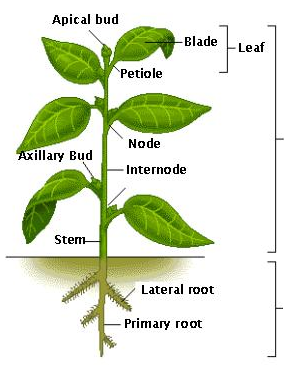 Apical bud
Blade
Leaf
Petiole
Node
Axillary Bud
Internode
Stem
Lateral root
Primary root